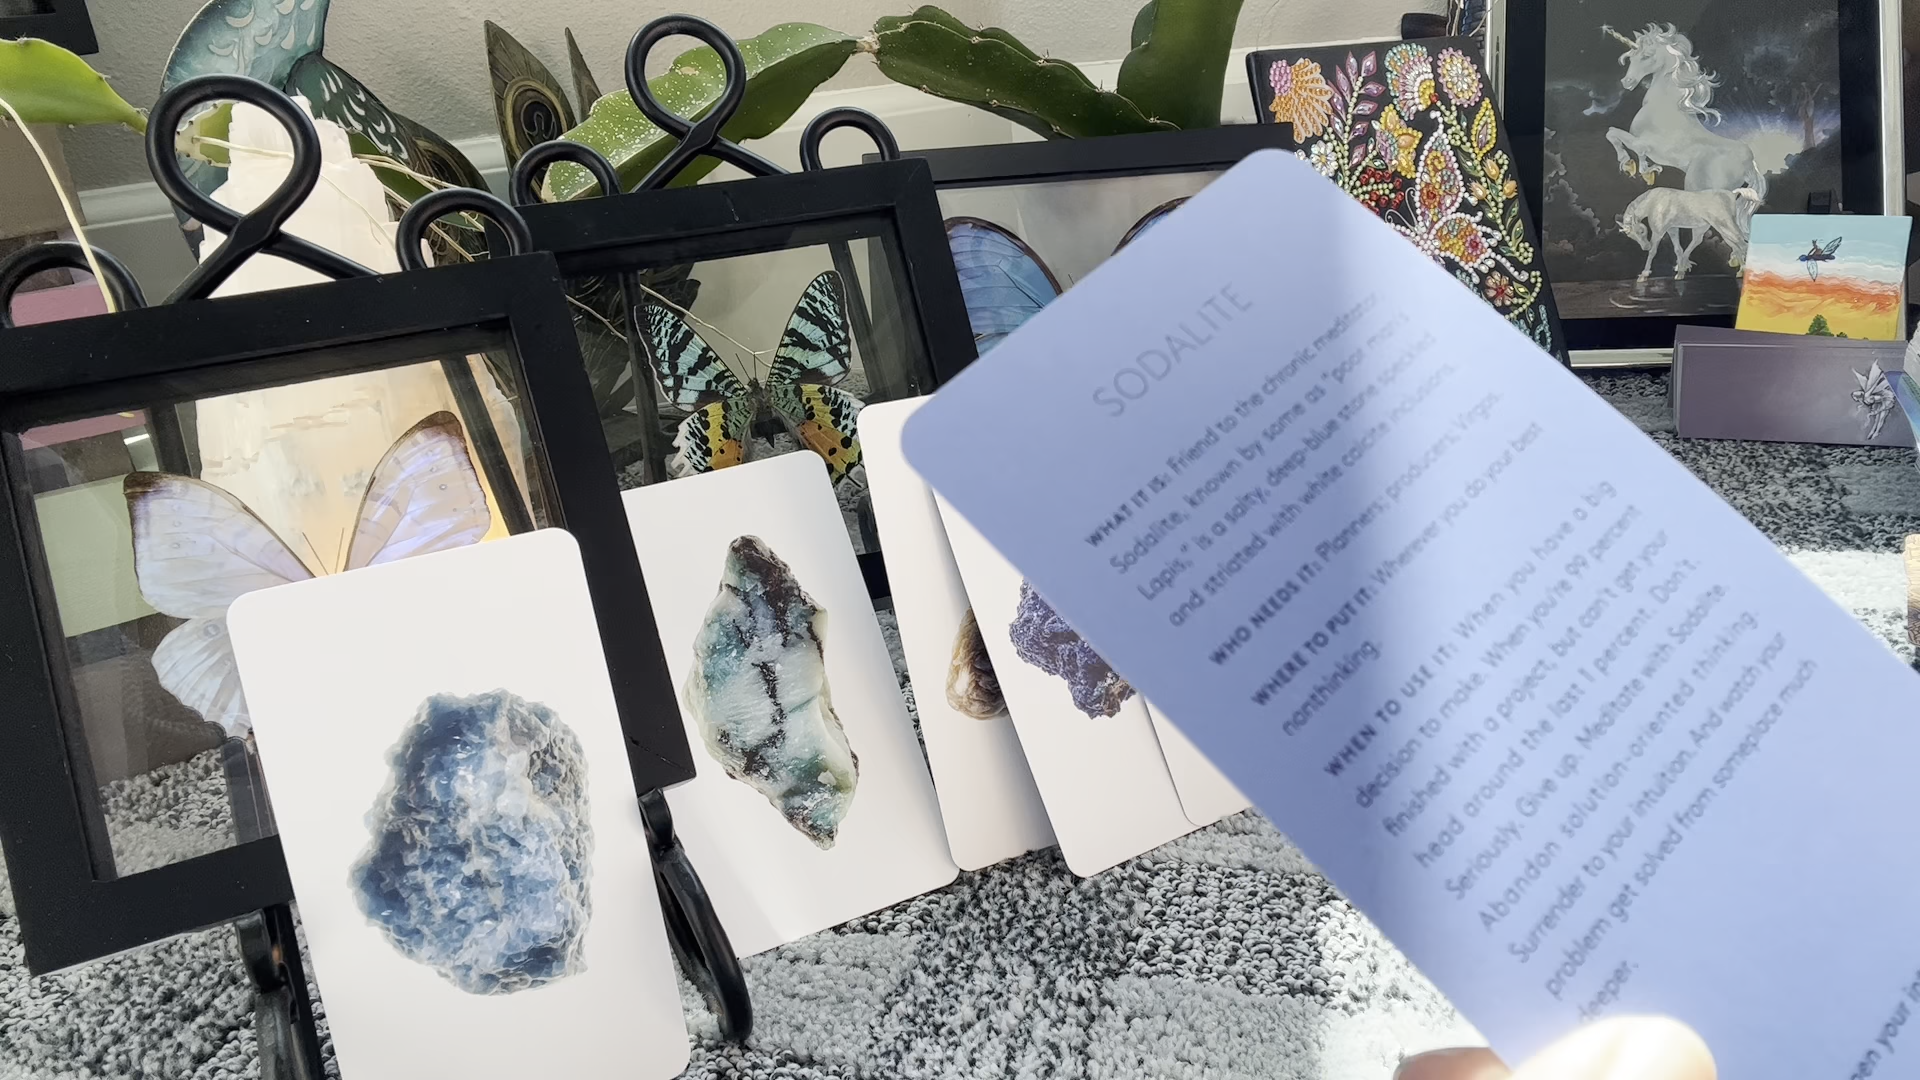 SODALITE
WHAT IT IS: Friend to the chronic meditator,
Sodalite, known by some as "poor man's
Lapis," is a salty, deep-blue stone speckled
and striated with white calcite inclusions.
WHO NEEDS IT: Planners, producers, Virgos.
WHERE TO PUT IT: Wherever you do your best
nonthinking.
WHEN TO USE IT: When you have a big
decision to make. When you're 99 percent
finished with a project, but can't get your
head around the last 1 percent. Don't.
Seriously. Give up. Meditate with Sodalite.
Abandon solution-oriented thinking.
Surrender to your intuition. And watch your
problem get solved from someplace much
deeper.
your